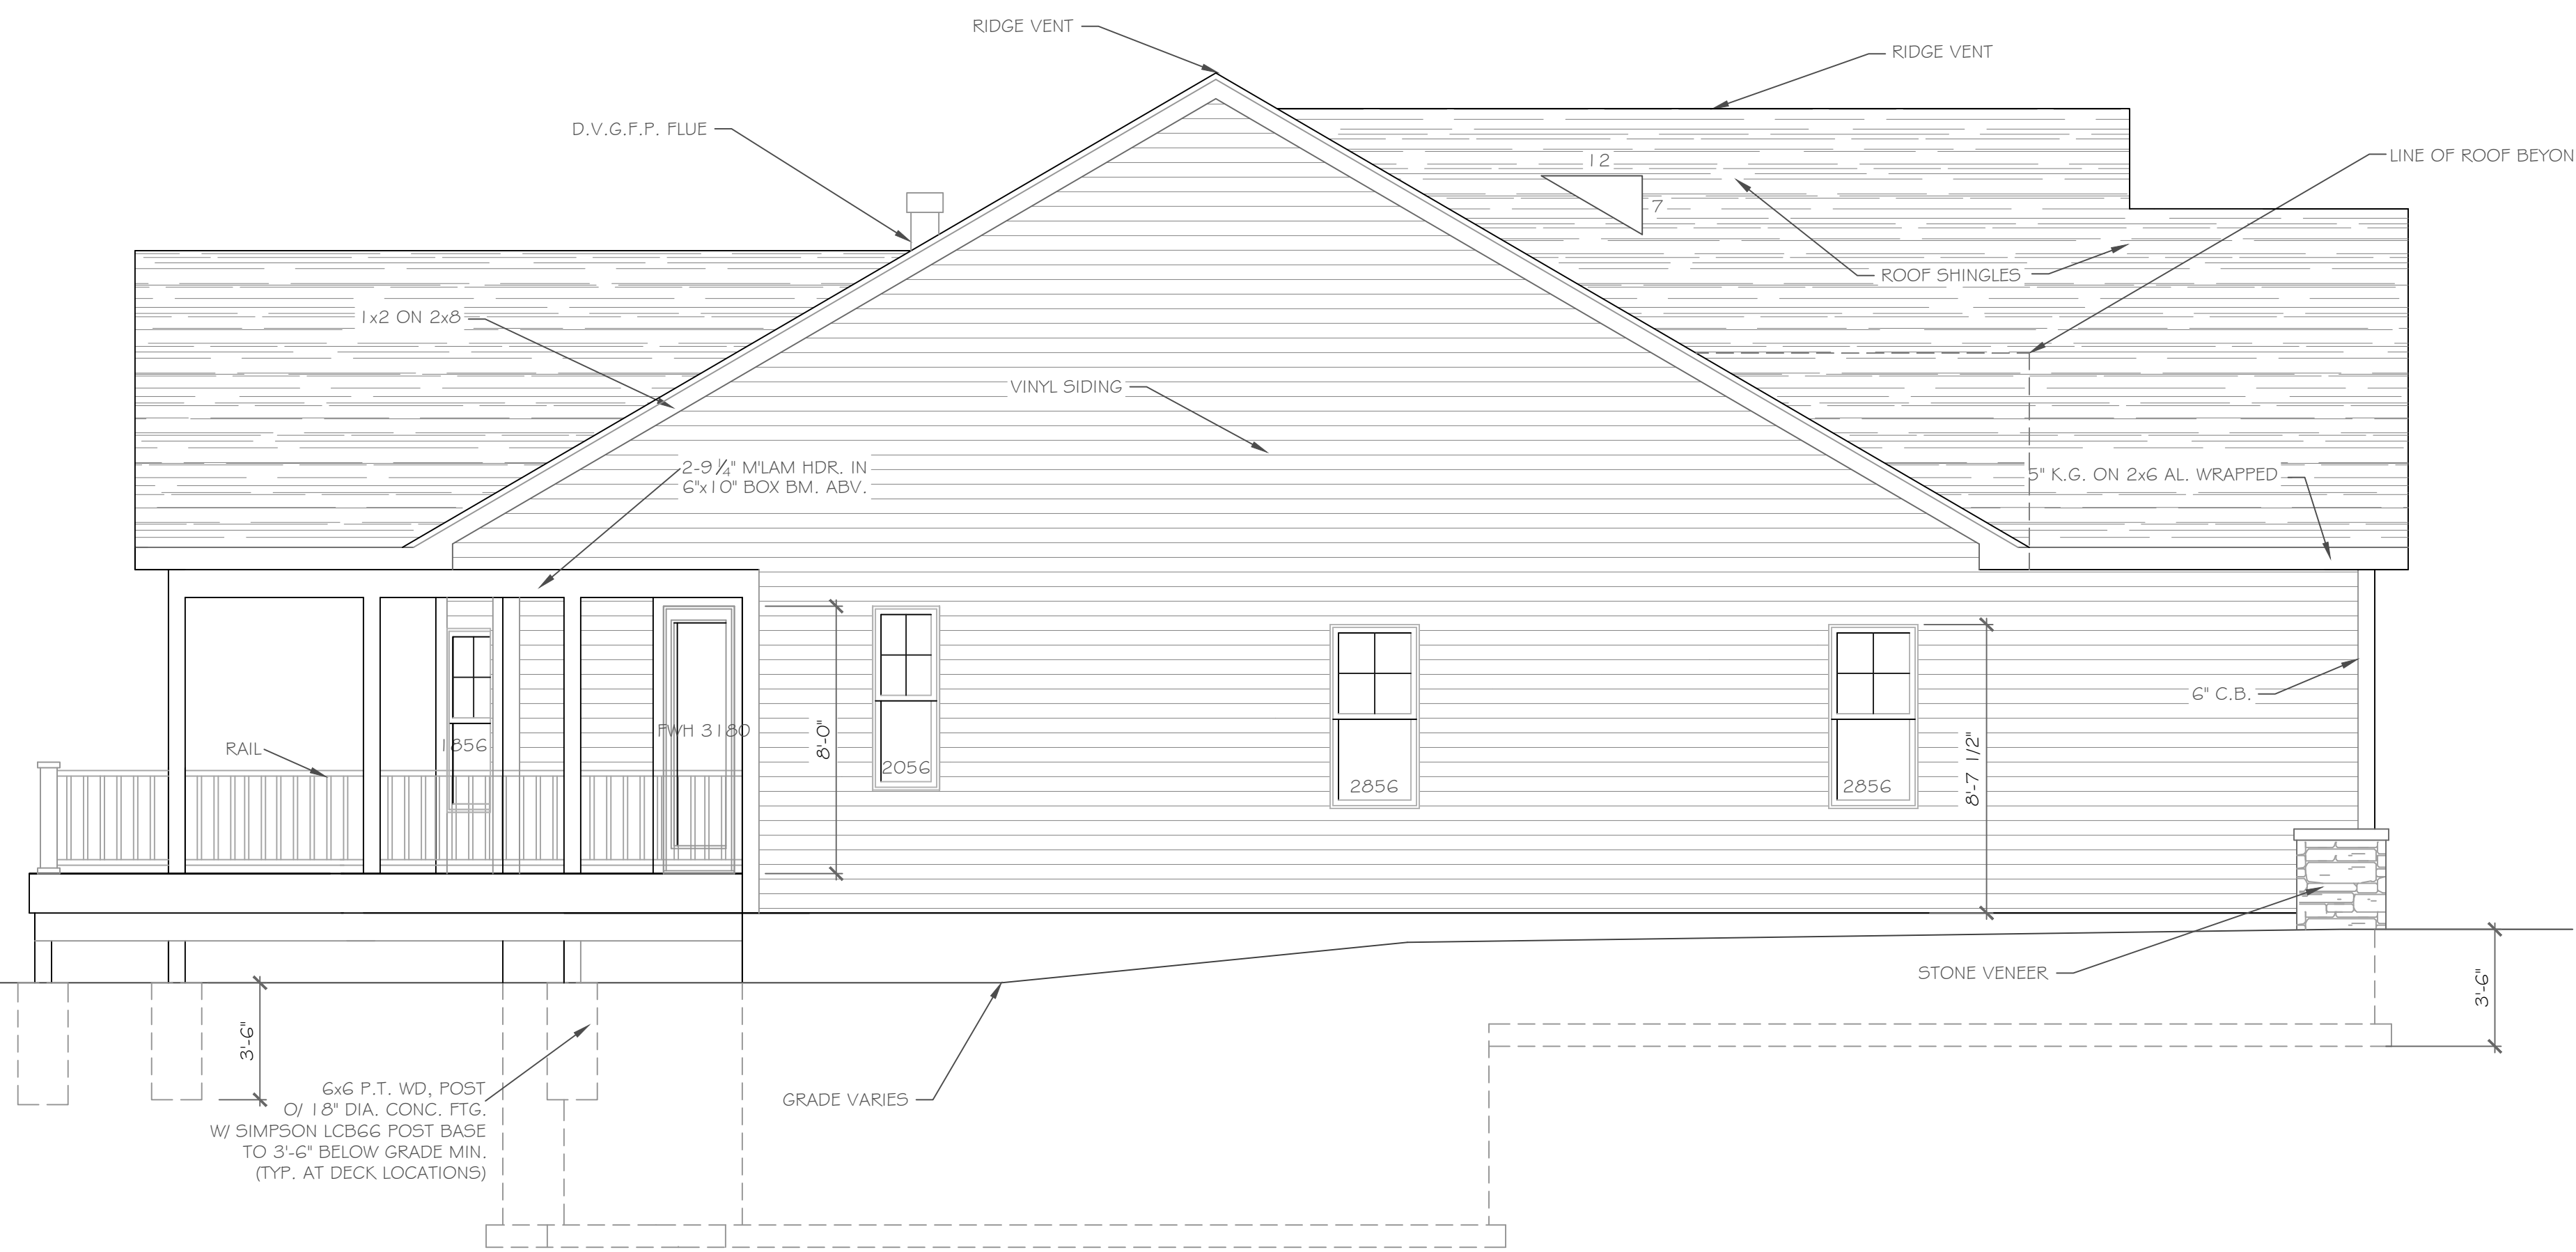 RIDGE VENT
RIDGE VENT
D.V.G.F.P. FLUE
LINE OF ROOF BEYON
12
7
ROOF SHINGLES
1x2 ON 2x8
VINYL SIDING
2-9 ¼" M'LAM HDR. IN
6"x10" BOX BM. ABV.
5" K.G. ON 2x6 AL. WRAPPED
6" C.B.
RAIL
1856
FWH 3180
8'-0"
2056
2856
2856
8'-7 1/2"
STONE VENEER
3'-6"
3'-6"
GRADE VARIES
6x6 P.T. WD, POST
O/ 18" DIA. CONC. FTG.
W/ SIMPSON LCB66 POST BASE
TO 3'-6" BELOW GRADE MIN.
(TYP. AT DECK LOCATIONS)